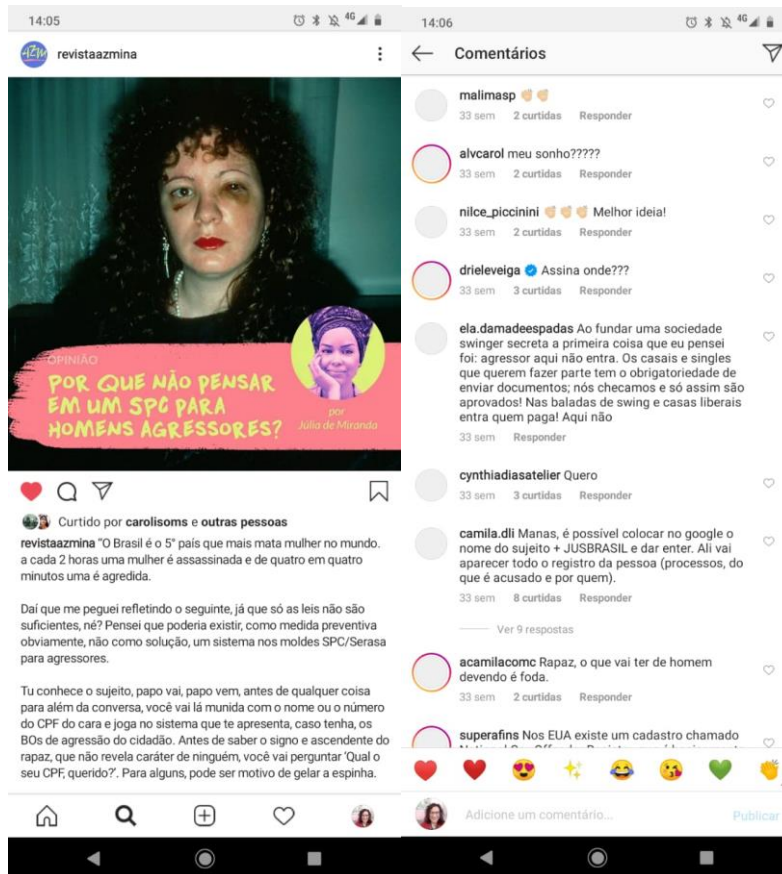 14:05
4G
AZM
revistaazmina
OPINIÃO
POR QUE NÃO PENSAR
EM UM SPC PARA
HOMENS AGRESSORES?
por
Júlia de Miranda
Curtido por carolisoms e outras pessoas
revistaazmina "O Brasil é o 5° país que mais mata mulher no mundo.
a cada 2 horas uma mulher é assassinada e de quatro em quatro
minutos uma é agredida.
Daí que me peguei refletindo o seguinte, já que só as leis não são
suficientes, né? Pensei que poderia existir, como medida preventiva
obviamente, não como solução, um sistema nos moldes SPC/Serasa
para agressores.
Tu conhece o sujeito, papo vai, papo vem, antes de qualquer coisa
para além da conversa, você vai lá munida com o nome ou o número
do CPF do cara e joga no sistema que te apresenta, caso tenha, os
BOs de agressão do cidadão. Antes de saber o signo e ascendente do
rapaz, que não revela caráter de ninguém, você vai perguntar 'Qual o
seu CPF, querido?'. Para alguns, pode ser motivo de gelar a espinha.
14:06
4G
Comentários
malimasp 👏🏻 👏🏻
33 sem 2 curtidas Responder
alvcarol meu sonho?????
33 sem 2 curtidas Responder
nilce_piccinini 👏🏻 👏🏻 👏🏻 Melhor ideia!
33 sem 2 curtidas Responder
drieleveiga Assina onde???
33 sem 3 curtidas Responder
ela.damadeespadas Ao fundar uma sociedade
swinger secreta a primeira coisa que eu pensei
foi: agressor aqui não entra. Os casais e singles
que querem fazer parte tem o obrigatoriedade de
enviar documentos; nós checamos e só assim são
aprovados! Nas baladas de swing e casas liberais
entra quem paga! Aqui não
33 sem Responder
cynthiadiasatelier Quero
33 sem 3 curtidas Responder
camila.dli Manas, é possível colocar no google o
nome do sujeito + JUSBRASIL e dar enter. Ali vai
aparecer todo o registro da pessoa (processos, do
que é acusado e por quem).
33 sem 8 curtidas Responder
Ver 9 respostas
acamilacomc Rapaz, o que vai ter de homem
devendo é foda.
33 sem 2 curtidas Responder
superafins Nos EUA existe um cadastro chamado
Adicione um comentário...
Publicar